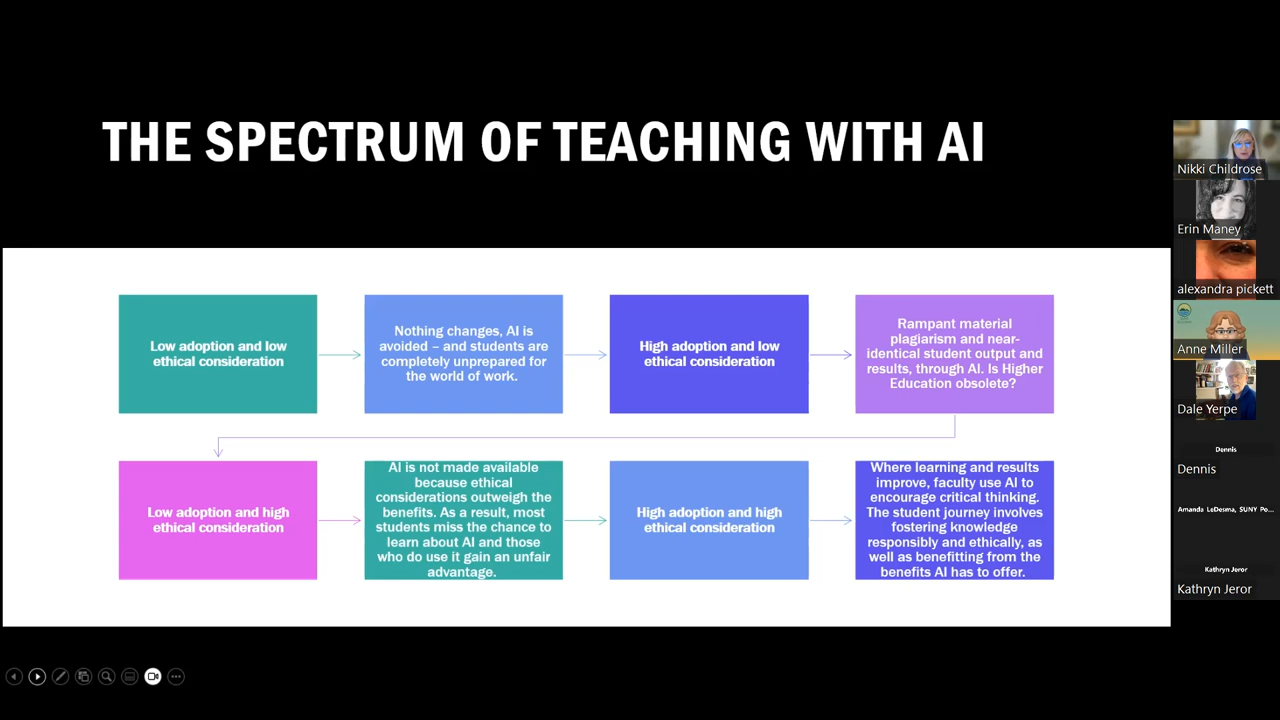 THE SPECTRUM OF TEACHING WITH AI
Low adoption and low
ethical consideration
Nothing changes, AI is
avoided – and students are
completely unprepared for
the world of work.
High adoption and low
ethical consideration
Rampant material
plagiarism and near-
identical student output and
results, through AI. Is Higher
Education obsolete?
Low adoption and high
ethical consideration
AI is not made available
because ethical
considerations outweigh the
benefits. As a result, most
students miss the chance to
learn about AI and those
who do use it gain an unfair
advantage.
High adoption and high
ethical consideration
Where learning and results
improve, faculty use AI to
encourage critical thinking.
The student journey involves
fostering knowledge
responsibly and ethically, as
well as benefitting from the
benefits AI has to offer.
Nikki Childrose
Erin Maney
alexandra pickett
Anne Miller
Dale Yerpe
Dennis
Dennis
Amanda LeDesma, SUNY Po...
Kathryn Jeror
Kathryn Jeror